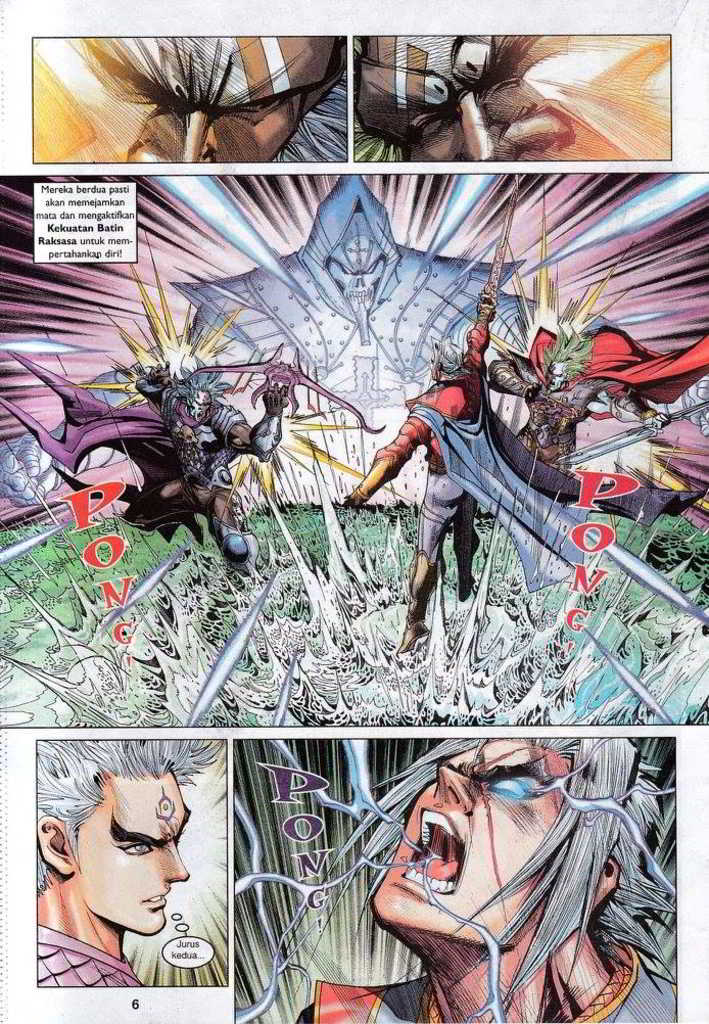 Mereka berdua pasti
akan memejamkan
mata dan mengaktifkan
Kekuatan Batin
Raksasa untuk mem-
pertahankan diri!
PONG!
PONG!
PONG!
Jurus
kedua...
6